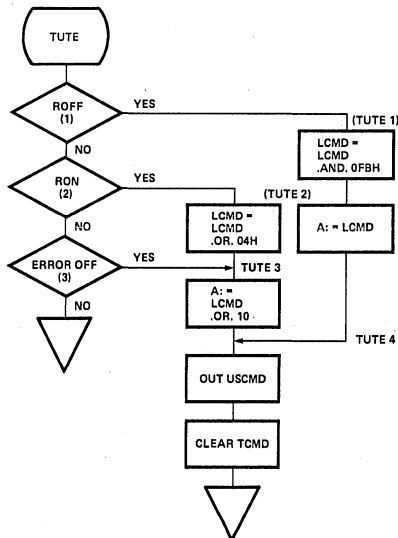 TUTE
ROFF
(1)
YES
(TUTE 1)
LCMD =
LCMD
.AND. 0FBH
NO
RON
(2)
YES
(TUTE 2)
LCMD =
LCMD
.OR. 04H
A: = LCMD
NO
ERROR OFF
(3)
YES
TUTE 3
NO
A: =
LCMD
.OR. 10
TUTE 4
OUT USCMD
CLEAR TCMD